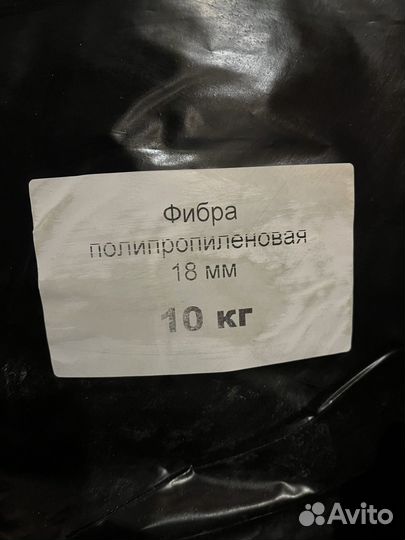 Фибра
полипропиленовая
18 мм
10 кг
Avito